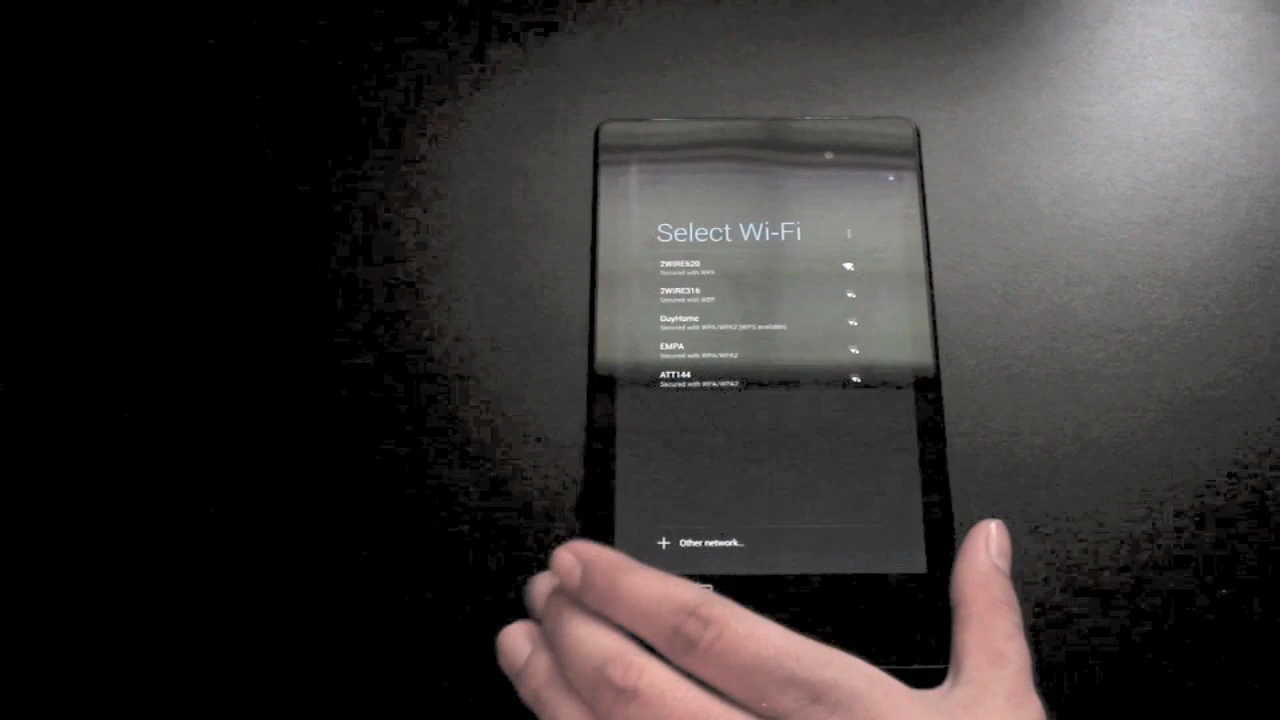 Select Wi-Fi
2WIRE620
Secured with WPA
2WIRE316
Secured with WEP
GuyHome
Secured with WPA/WPA2 (WPS available)
EMPA
Secured with WPA/WPA2
ATT144
Secured with WPA/WPA2
+ Other network...